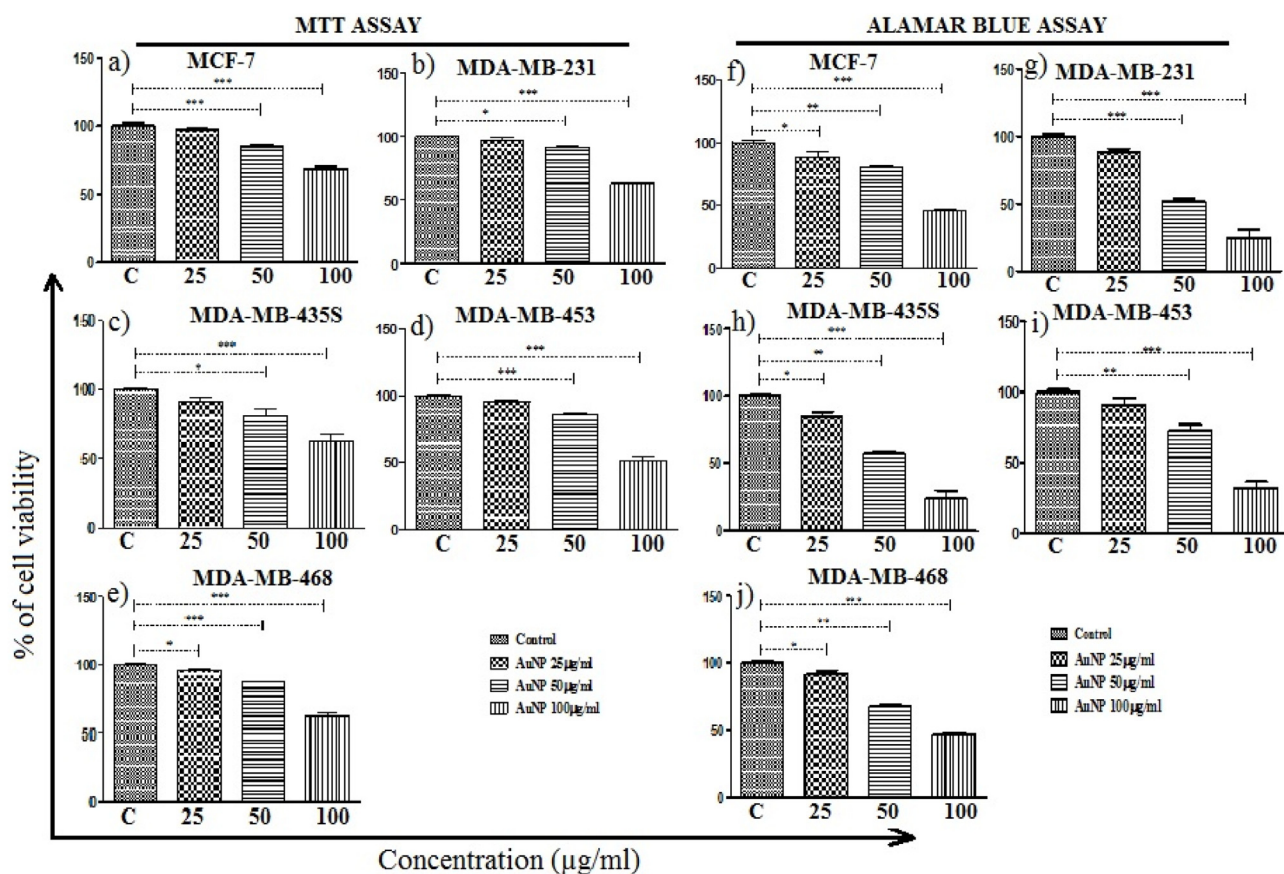 MTT ASSAY
ALAMAR BLUE ASSAY
a) MCF-7
150
***
***
100
50
0
C 25 50 100
b) MDA-MB-231
150
***
*
100
50
0
C 25 50 100
f) MCF-7
150
***
**
*
100
50
0
C 25 50 100
g) MDA-MB-231
150
***
***
100
50
0
C 25 50 100
c) MDA-MB-435S
150
***
*
100
50
0
C 25 50 100
d) MDA-MB-453
150
***
***
100
50
0
C 25 50 100
h) MDA-MB-435S
150
***
**
*
100
50
0
C 25 50 100
i) MDA-MB-453
150
***
**
100
50
0
C 25 50 100
e) MDA-MB-468
150
***
***
*
100
50
0
C 25 50 100
Control
AuNP 25µg/ml
AuNP 50µg/ml
AuNP 100µg/ml
j) MDA-MB-468
150
***
**
*
100
50
0
C 25 50 100
Control
AuNP 25µg/ml
AuNP 50µg/ml
AuNP 100µg/ml
% of cell viability
Concentration (µg/ml)